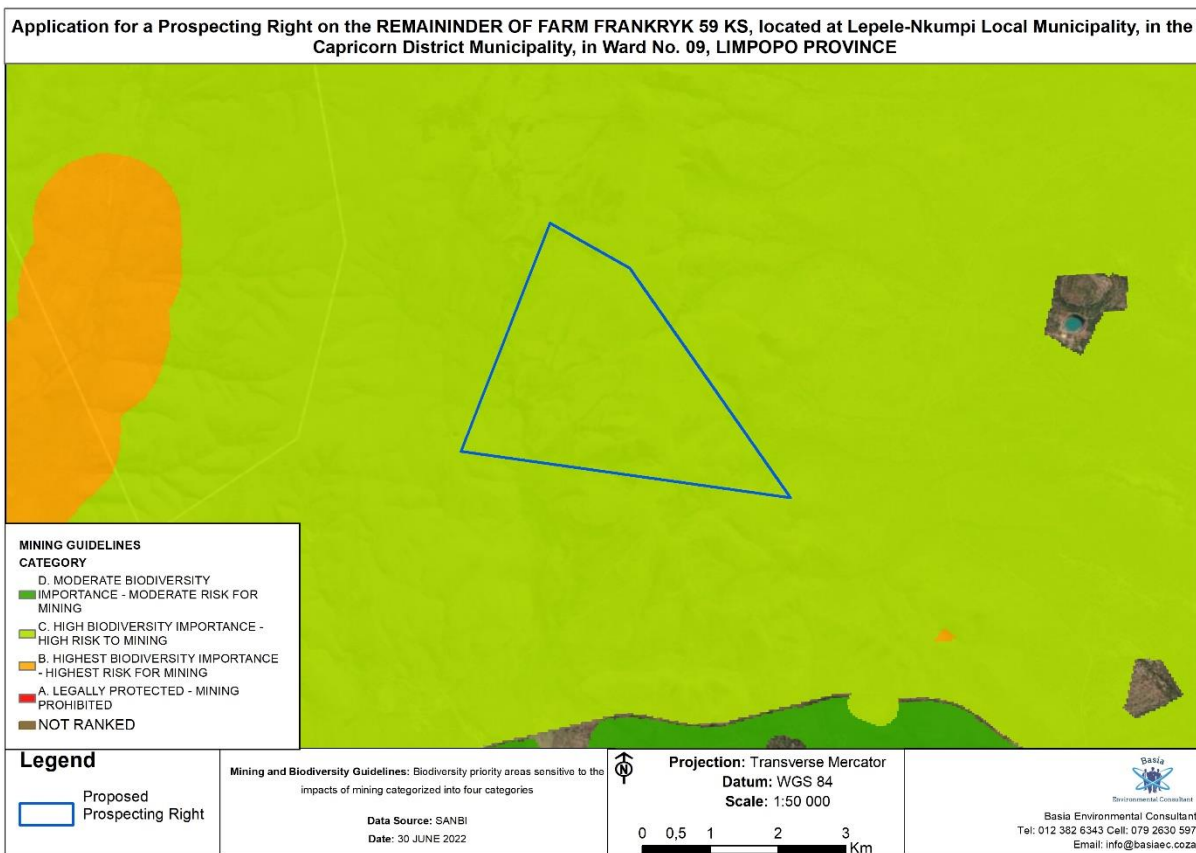 Application for a Prospecting Right on the REMAININDER OF FARM FRANKRYK 59 KS, located at Lepele-Nkumpi Local Municipality, in the
Capricorn District Municipality, in Ward No. 09, LIMPOPO PROVINCE
MINING GUIDELINES
CATEGORY
D. MODERATE BIODIVERSITY
IMPORTANCE - MODERATE RISK FOR
MINING
C. HIGH BIODIVERSITY IMPORTANCE -
HIGH RISK TO MINING
B. HIGHEST BIODIVERSITY IMPORTANCE
- HIGHEST RISK FOR MINING
A. LEGALLY PROTECTED - MINING
PROHIBITED
NOT RANKED
Legend
Proposed
Prospecting Right
Mining and Biodiversity Guidelines: Biodiversity priority areas sensitive to the
impacts of mining categorized into four categories
Data Source: SANBI
Date: 30 JUNE 2022
N
Projection: Transverse Mercator
Datum: WGS 84
Scale: 1:50 000
0 0,5 1 2 3
Km
Basia
Environmental Consultant
Basia Environmental Consultant
Tel: 012 382 6343 Cell: 079 2630 597
Email: info@basiaec.coza